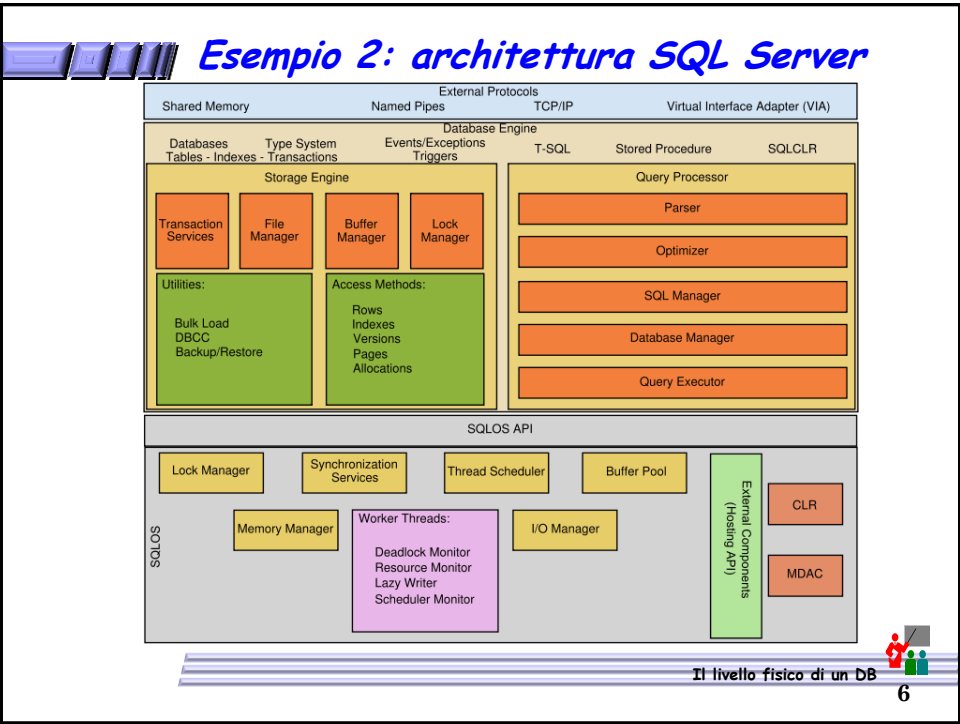 Esempio 2: architettura SQL Server
External Protocols
Shared Memory Named Pipes TCP/IP Virtual Interface Adapter (VIA)
Database Engine
Databases Type System Events/Exceptions T-SQL Stored Procedure SQLCLR
Tables - Indexes - Transactions Triggers
Storage Engine
Transaction
Services
File
Manager
Buffer
Manager
Lock
Manager
Utilities:
Bulk Load
DBCC
Backup/Restore
Access Methods:
Rows
Indexes
Versions
Pages
Allocations
Query Processor
Parser
Optimizer
SQL Manager
Database Manager
Query Executor
SQLOS API
SQLOS
Lock Manager
Synchronization
Services
Thread Scheduler
Buffer Pool
Memory Manager
Worker Threads:
Deadlock Monitor
Resource Monitor
Lazy Writer
Scheduler Monitor
I/O Manager
External Components
(Hosting API)
CLR
MDAC
Il livello fisico di un DB
6